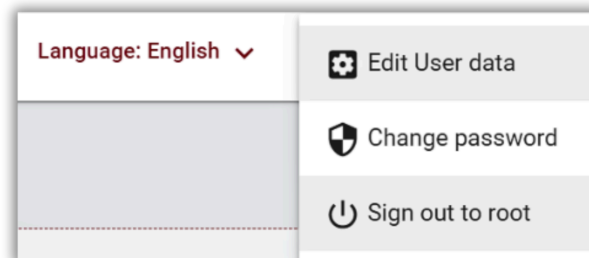 Language: English
Edit User data
Change password
Sign out to root